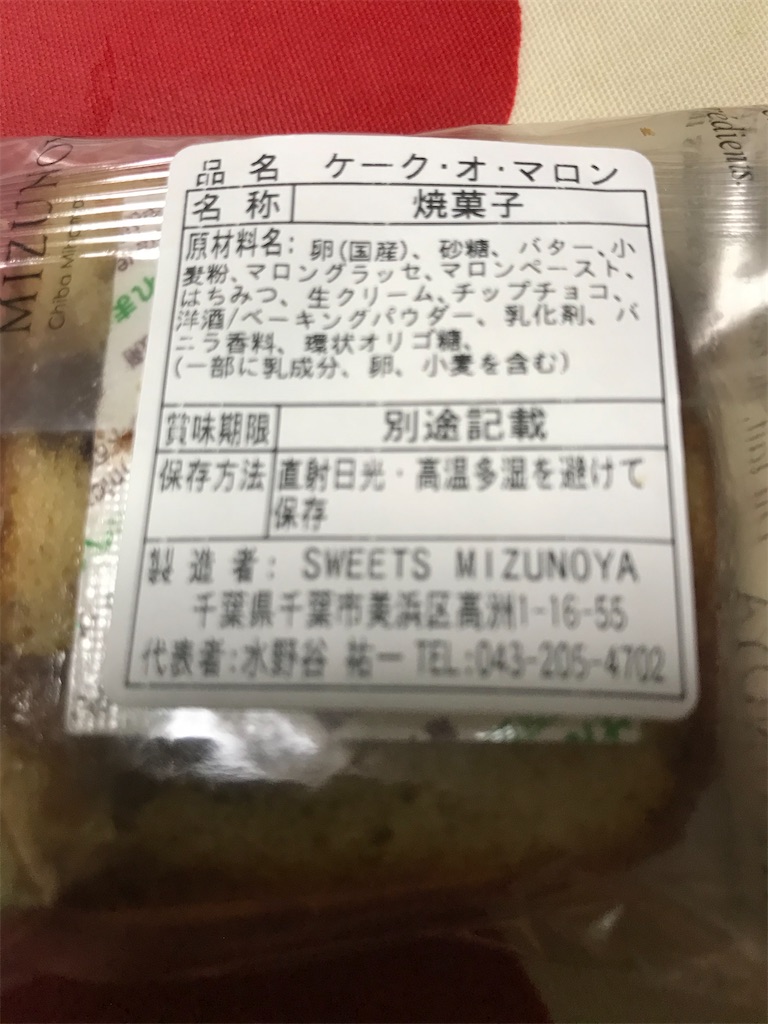 品名 ケーク・オ・マロン
名称 焼菓子
原材料名: 卵(国産)、砂糖、バター、小
麦粉、マロングラッセ、マロンペースト、
はちみつ、生クリーム、チップチョコ、
洋酒/ベーキングパウダー、乳化剤、バ
ニラ香料、環状オリゴ糖、
(一部に乳成分、卵、小麦を含む)
賞味期限 別途記載
保存方法 直射日光・高温多湿を避けて
保存
製造者: SWEETS MIZUNOYA
千葉県千葉市美浜区高洲1-16-55
代表者:水野谷 祐一 TEL:043-205-4702
MIZUNO
Chiba Miha
rédients